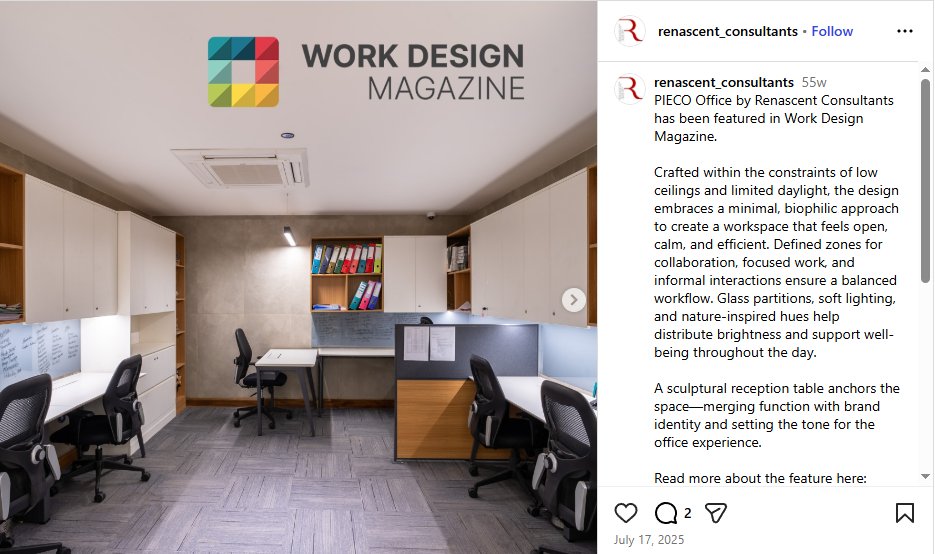 WORK DESIGN
MAGAZINE
renascent_consultants • Follow
renascent_consultants 55w
PIECO Office by Renascent Consultants
has been featured in Work Design
Magazine.
Crafted within the constraints of low
ceilings and limited daylight, the design
embraces a minimal, biophilic approach
to create a workspace that feels open,
calm, and efficient. Defined zones for
collaboration, focused work, and
informal interactions ensure a balanced
workflow. Glass partitions, soft lighting,
and nature-inspired hues help
distribute brightness and support well-
being throughout the day.
A sculptural reception table anchors the
space—merging function with brand
identity and setting the tone for the
office experience.
Read more about the feature here:
2
July 17, 2025